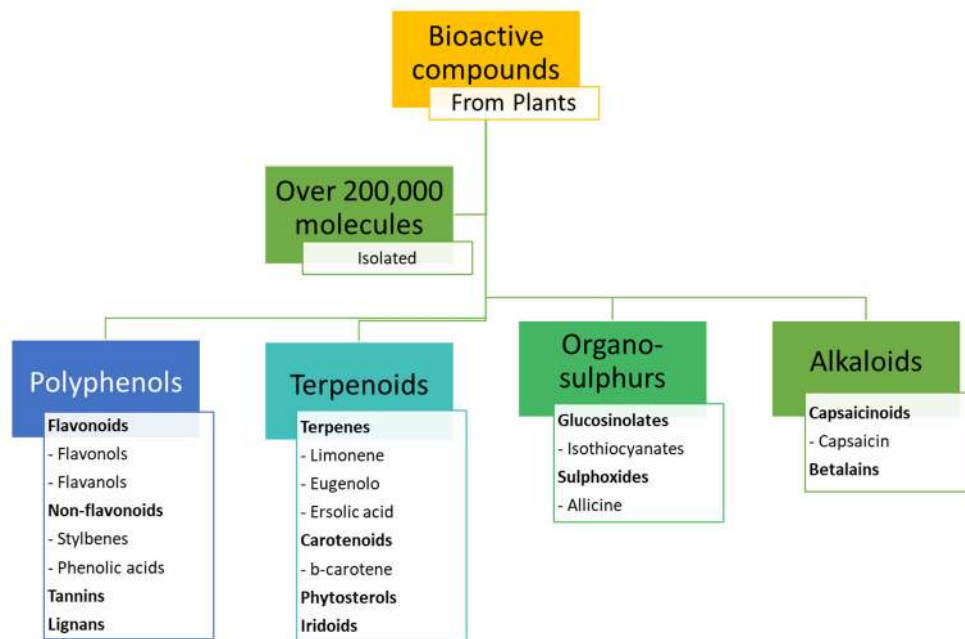 Bioactive
compounds
From Plants
Over 200,000
molecules
Isolated
Polyphenols
Flavonoids
- Flavonols
- Flavanols
Non-flavonoids
- Stylbenes
- Phenolic acids
Tannins
Lignans
Terpenoids
Terpenes
- Limonene
- Eugenolo
- Ersolic acid
Carotenoids
- b-carotene
Phytosterols
Iridoids
Organo-
sulphurs
Glucosinolates
- Isothiocyanates
Sulphoxides
- Allicine
Alkaloids
Capsaicinoids
- Capsaicin
Betalains